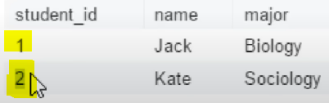 student_id name major
1 Jack Biology
2 Kate Sociology